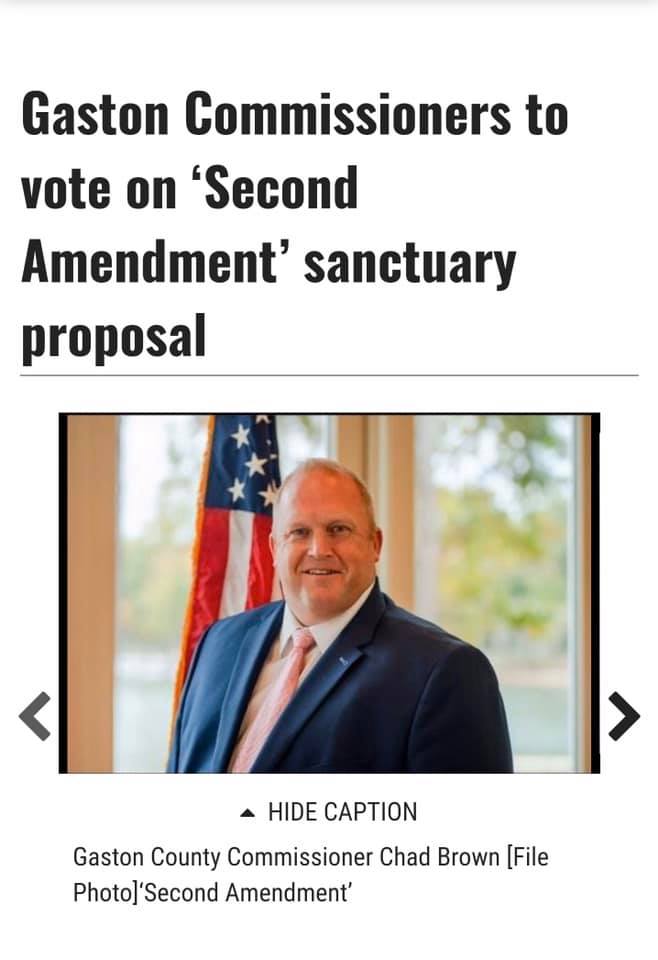 Gaston Commissioners to
vote on ‘Second
Amendment’ sanctuary
proposal
HIDE CAPTION
Gaston County Commissioner Chad Brown [File
Photo]‘Second Amendment’